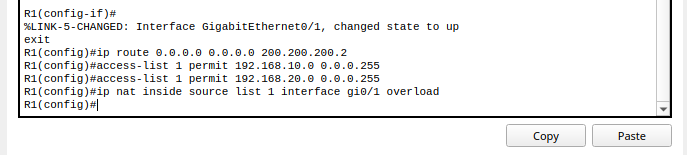 R1(config-if)#
%LINK-5-CHANGED: Interface GigabitEthernet0/1, changed state to up
exit
R1(config)#ip route 0.0.0.0 0.0.0.0 200.200.200.2
R1(config)#access-list 1 permit 192.168.10.0 0.0.0.255
R1(config)#access-list 1 permit 192.168.20.0 0.0.0.255
R1(config)#ip nat inside source list 1 interface gi0/1 overload
R1(config)#
Copy Paste